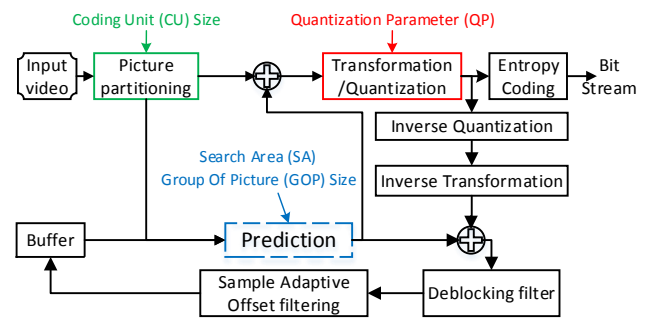 Coding Unit (CU) Size
Quantization Parameter (QP)
Input
video
Picture
partitioning
Transformation
/Quantization
Entropy
Coding
Bit
Stream
Inverse Quantization
Search Area (SA)
Group Of Picture (GOP) Size
Inverse Transformation
Buffer
Prediction
Sample Adaptive
Offset filtering
Deblocking filter